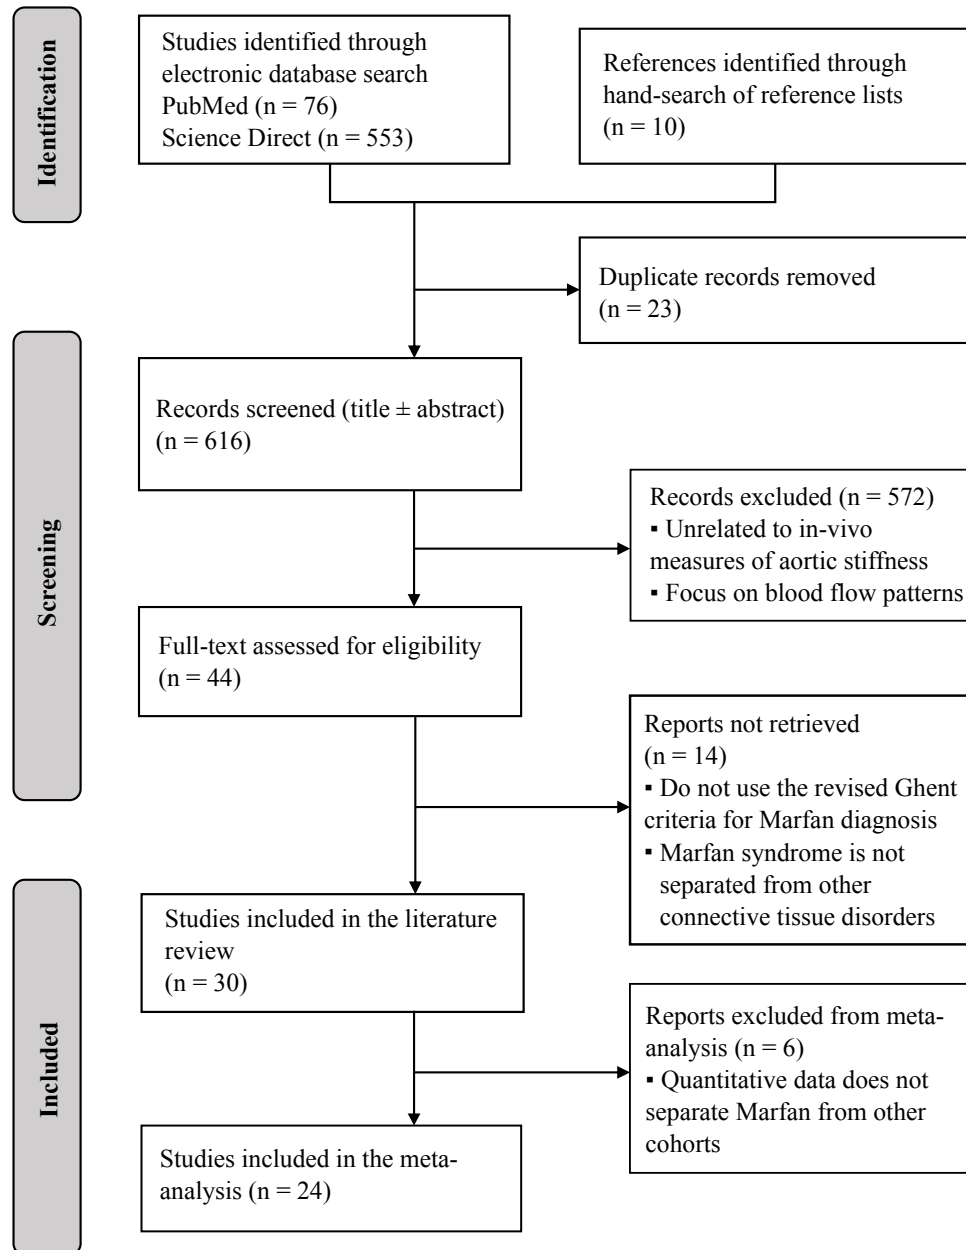 Identification
Studies identified through
electronic database search
PubMed (n = 76)
Science Direct (n = 553)
References identified through
hand-search of reference lists
(n = 10)
Duplicate records removed
(n = 23)
Screening
Records screened (title ± abstract)
(n = 616)
Records excluded (n = 572)
▪ Unrelated to in-vivo
measures of aortic stiffness
▪ Focus on blood flow patterns
Full-text assessed for eligibility
(n = 44)
Reports not retrieved
(n = 14)
▪ Do not use the revised Ghent
criteria for Marfan diagnosis
▪ Marfan syndrome is not
separated from other
connective tissue disorders
Included
Studies included in the literature
review
(n = 30)
Reports excluded from meta-
analysis (n = 6)
▪ Quantitative data does not
separate Marfan from other
cohorts
Studies included in the meta-
analysis (n = 24)